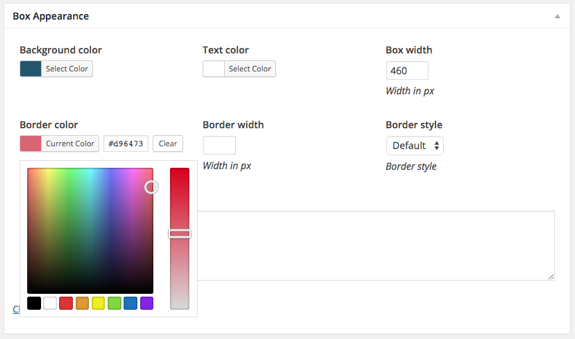 Box Appearance
Background color
Select Color
Text color
Select Color
Box width
460
Width in px
Border color
Current Color
#d96473
Clear
Border width
Width in px
Border style
Default
Border style